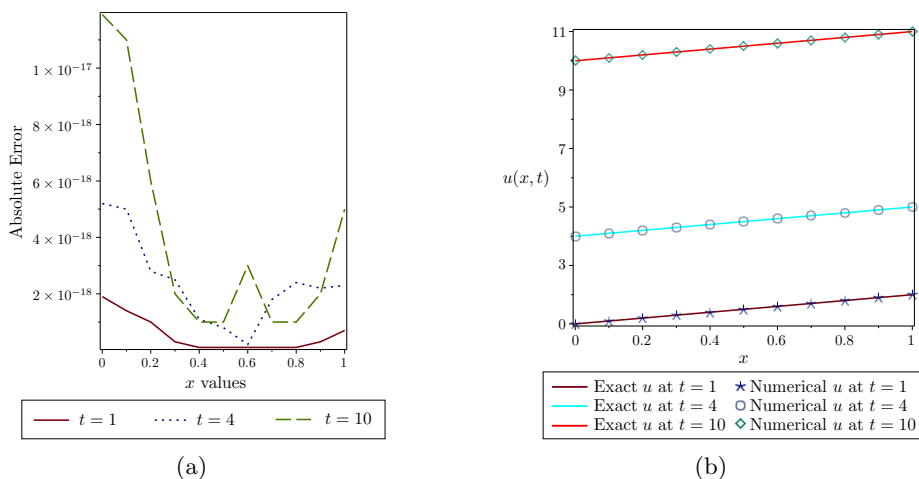 Absolute Error
1 × 10⁻¹⁷
8 × 10⁻¹⁸
6 × 10⁻¹⁸
4 × 10⁻¹⁸
2 × 10⁻¹⁸
0 0.2 0.4 0.6 0.8 1
x values
t = 1 t = 4 t = 10
(a)
u(x, t)
11
9
7
5
3
0
0 0.2 0.4 0.6 0.8 1
x
Exact u at t = 1 Numerical u at t = 1
Exact u at t = 4 Numerical u at t = 4
Exact u at t = 10 Numerical u at t = 10
(b)